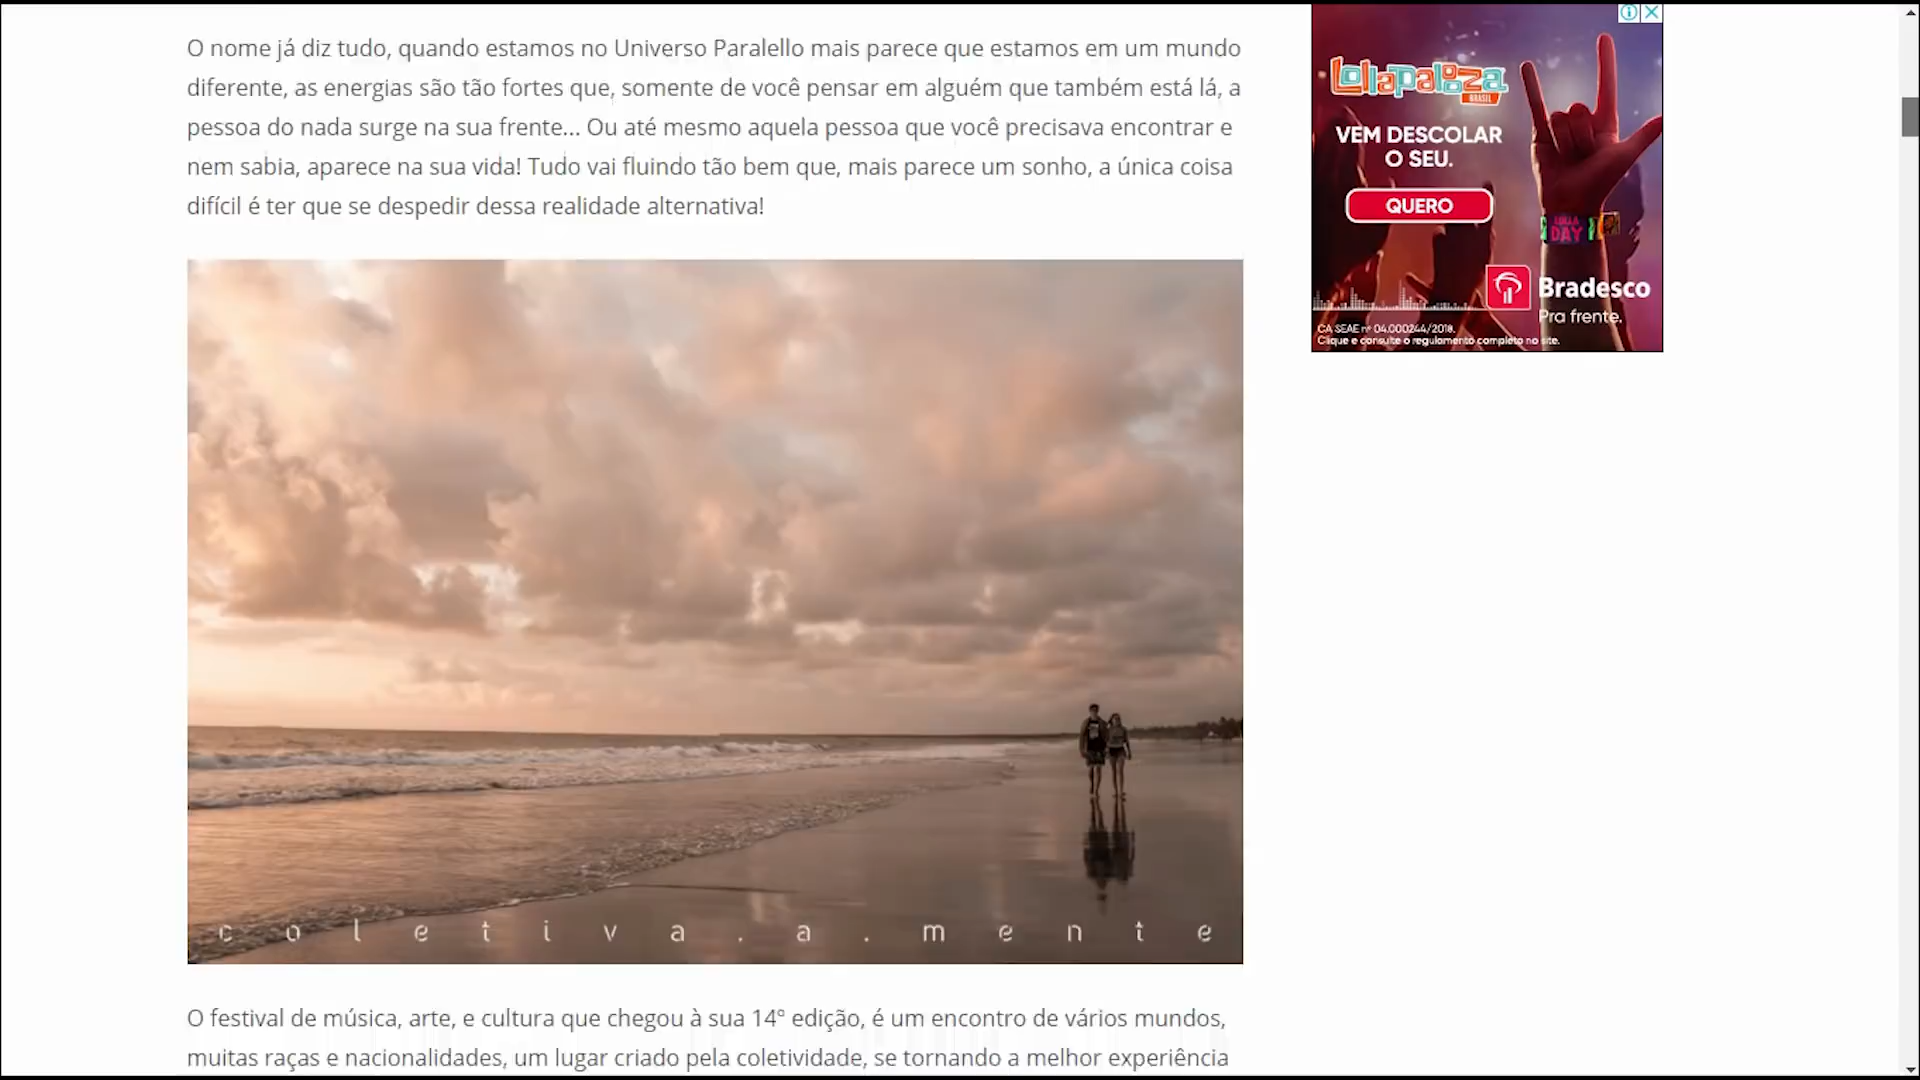 O nome já diz tudo, quando estamos no Universo Paralello mais parece que estamos em um mundo
diferente, as energias são tão fortes que, somente de você pensar em alguém que também está lá, a
pessoa do nada surge na sua frente... Ou até mesmo aquela pessoa que você precisava encontrar e
nem sabia, aparece na sua vida! Tudo vai fluindo tão bem que, mais parece um sonho, a única coisa
difícil é ter que se despedir dessa realidade alternativa!
coletiva.a.mente
O festival de música, arte, e cultura que chegou à sua 14º edição, é um encontro de vários mundos,
muitas raças e nacionalidades, um lugar criado pela coletividade, se tornando a melhor experiência
Lollapalooza
BRASIL
VEM DESCOLAR
O SEU.
QUERO
LOLLA
DAY
Bradesco
Pra frente.
CA SEAE nº 04.000244/2018.
Clique e consulte o regulamento completo no site.